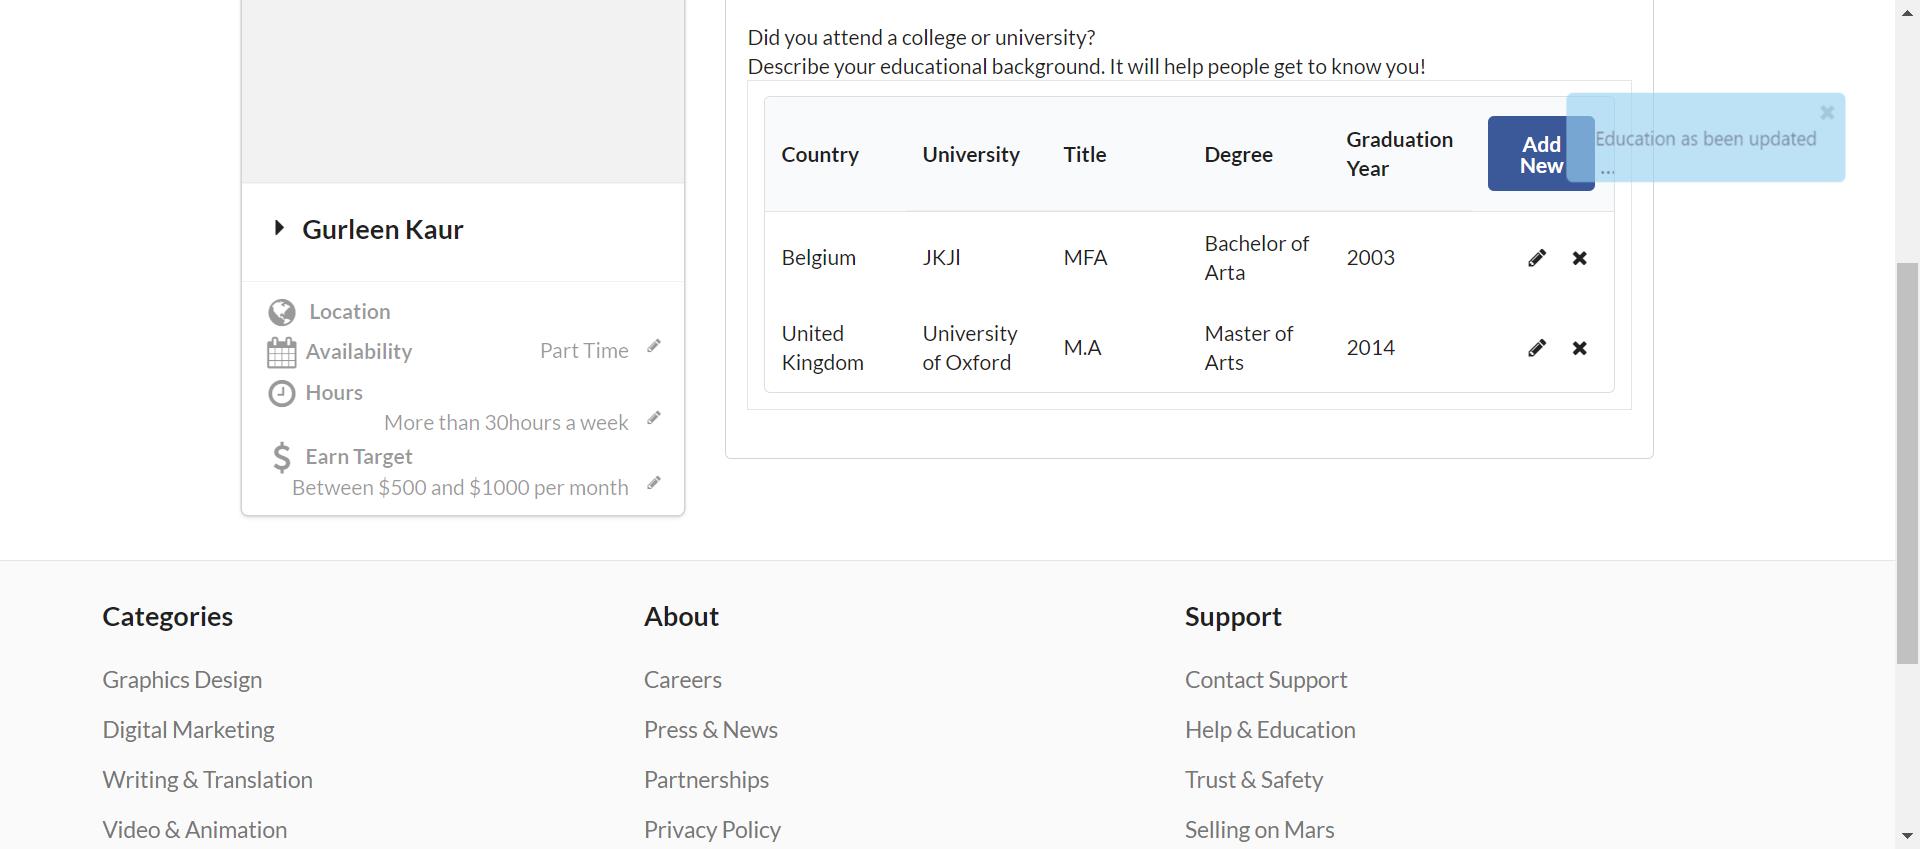 Did you attend a college or university?
Describe your educational background. It will help people get to know you!
Country University Title Degree Graduation Year Add New
Education as been updated ...
Belgium JKJl MFA Bachelor of Arta 2003
United Kingdom University of Oxford M.A Master of Arts 2014
Gurleen Kaur
Location
Availability Part Time
Hours
More than 30hours a week
Earn Target
Between $500 and $1000 per month
Categories
Graphics Design
Digital Marketing
Writing & Translation
Video & Animation
About
Careers
Press & News
Partnerships
Privacy Policy
Support
Contact Support
Help & Education
Trust & Safety
Selling on Mars